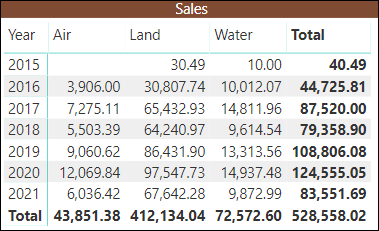 Sales
Year Air Land Water Total
2015 30.49 10.00 40.49
2016 3,906.00 30,807.74 10,012.07 44,725.81
2017 7,275.11 65,432.93 14,811.96 87,520.00
2018 5,503.39 64,240.97 9,614.54 79,358.90
2019 9,060.62 86,431.90 13,313.56 108,806.08
2020 12,069.84 97,547.73 14,937.48 124,555.05
2021 6,036.42 67,642.28 9,872.99 83,551.69
Total 43,851.38 412,134.04 72,572.60 528,558.02